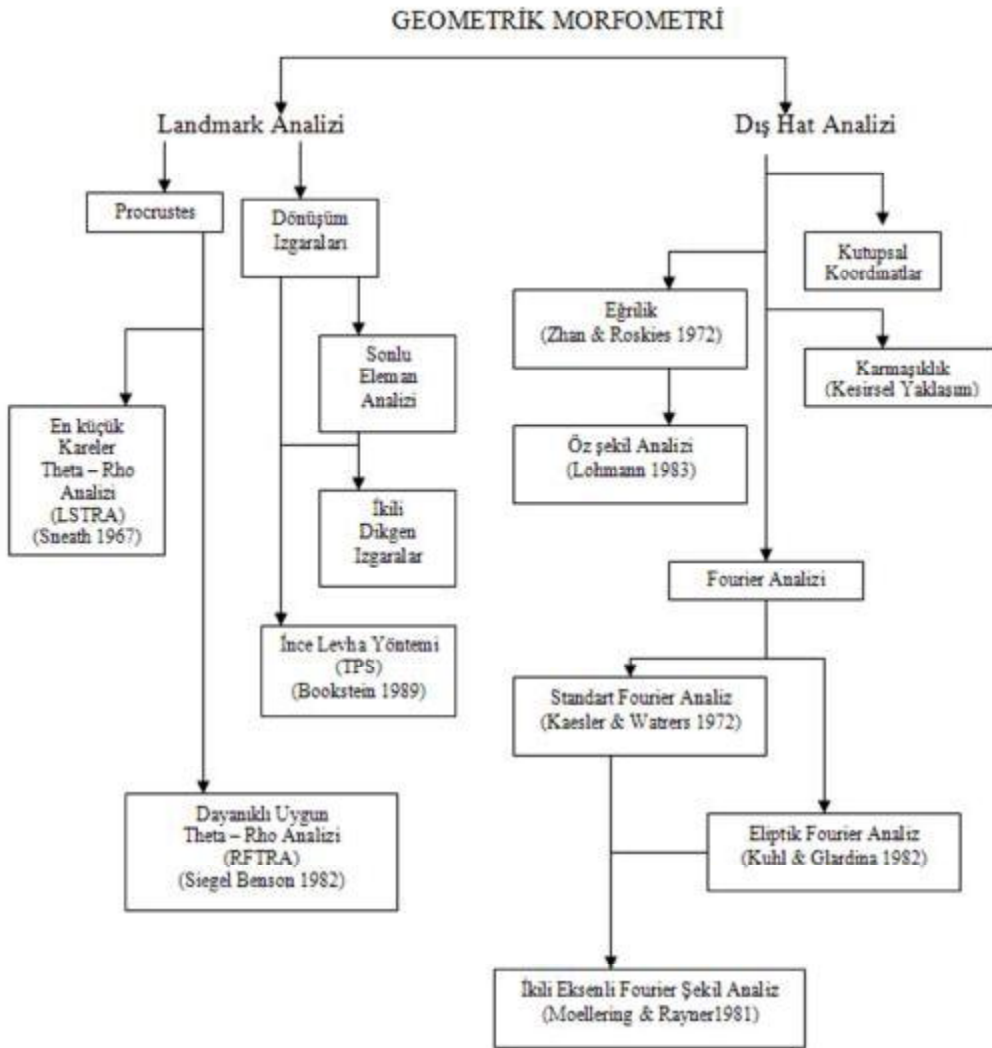 GEOMETRİK MORFOMETRİ
Landmark Analizi
Dış Hat Analizi
Procrustes
Dönüşüm
Izgaraları
Kutupsal
Koordinatlar
Eğrilik
(Zhan & Roskies 1972)
Sonlu
Eleman
Analizi
Karmaşıklık
(Kesirsel Yaklaşım)
En küçük
Kareler
Theta – Rho
Analizi
(LSTRA)
(Sneath 1967)
Öz şekil Analizi
(Lohmann 1983)
İkili
Dikgen
Izgaralar
Fourier Analizi
İnce Levha Yöntemi
(TPS)
(Bookstein 1989)
Standart Fourier Analiz
(Kaesler & Watrers 1972)
Dayanıklı Uygun
Theta – Rho Analizi
(RFTRA)
(Siegel Benson 1982)
Eliptik Fourier Analiz
(Kuhl & Glardina 1982)
İkili Eksenli Fourier Şekil Analiz
(Moellering & Rayner1981)